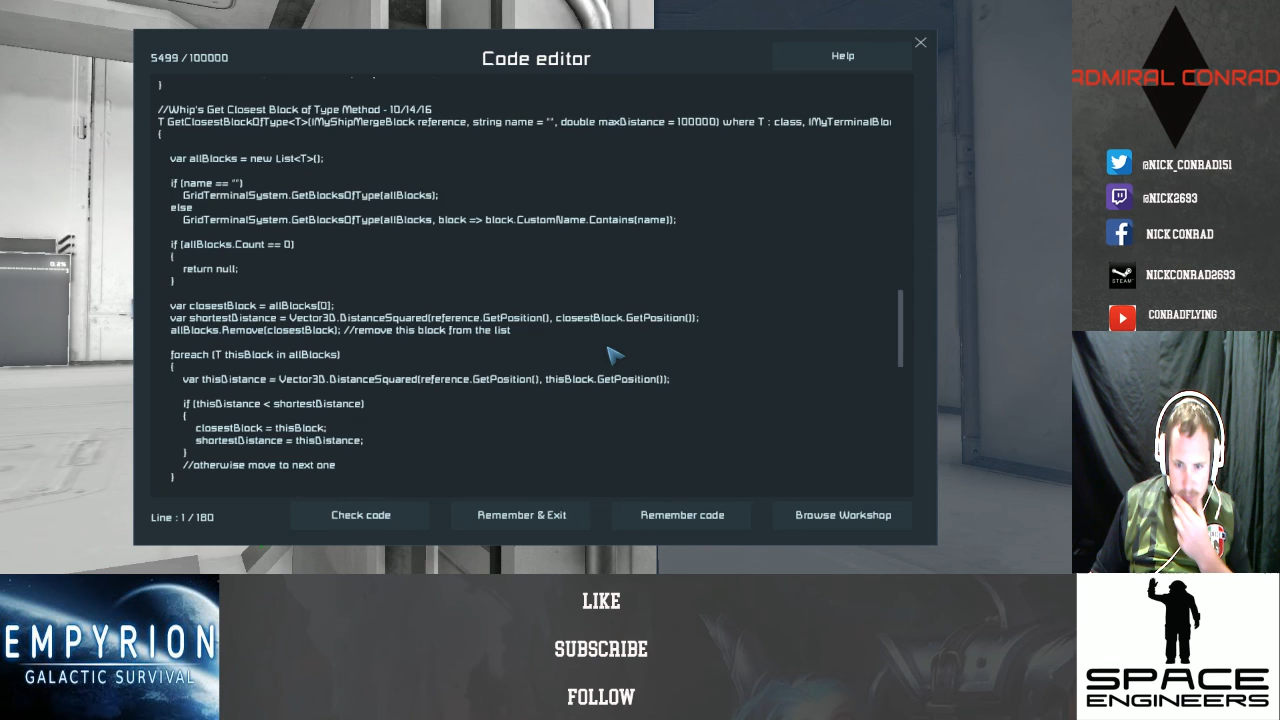 5499 / 100000
Code editor
Help
}
//Whip's Get Closest Block of Type Method - 10/14/16
T GetClosestBlockOfType<T>(IMyShipMergeBlock reference, string name = "", double maxDistance = 100000) where T : class, IMyTerminalBlo
{
var allBlocks = new List<T>();
if (name == "")
GridTerminalSystem.GetBlocksOfType(allBlocks);
else
GridTerminalSystem.GetBlocksOfType(allBlocks, block => block.CustomName.Contains(name));
if (allBlocks.Count == 0)
{
return null;
}
var closestBlock = allBlocks[0];
var shortestDistance = Vector3D.DistanceSquared(reference.GetPosition(), closestBlock.GetPosition());
allBlocks.Remove(closestBlock); //remove this block from the list
foreach (T thisBlock in allBlocks)
{
var thisDistance = Vector3D.DistanceSquared(reference.GetPosition(), thisBlock.GetPosition());
if (thisDistance < shortestDistance)
{
closestBlock = thisBlock;
shortestDistance = thisDistance;
}
//otherwise move to next one
}
Line : 1 / 180
Check code
Remember & Exit
Remember code
Browse Workshop
ADMIRAL CONRAD
@NICK_CONRAD151
@NICK2693
NICK CONRAD
STEAM
NICKCONRAD2693
CONRADFLYING
EMPYRION
GALACTIC SURVIVAL
LIKE
SUBSCRIBE
FOLLOW
SPACE
ENGINEERS